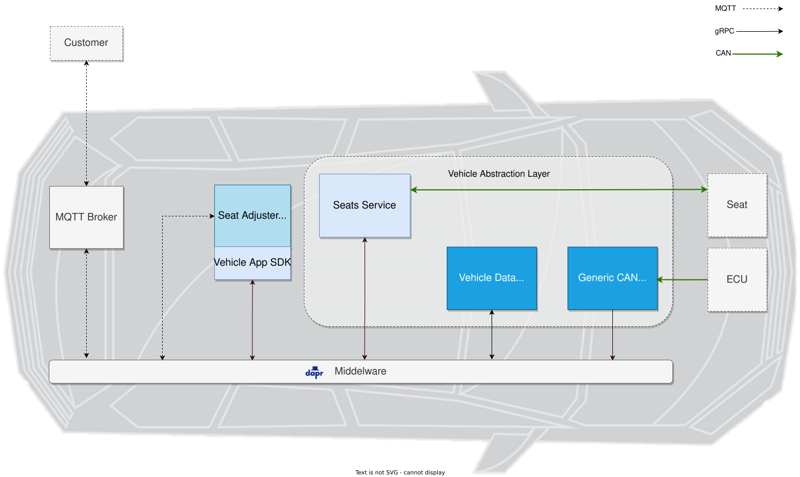 MQTT
gRPC
CAN
Customer
MQTT Broker
Seat Adjuster...
Vehicle App SDK
Vehicle Abstraction Layer
Seats Service
Seat
Vehicle Data...
Generic CAN...
ECU
dapr
Middelware
Text is not SVG - cannot display